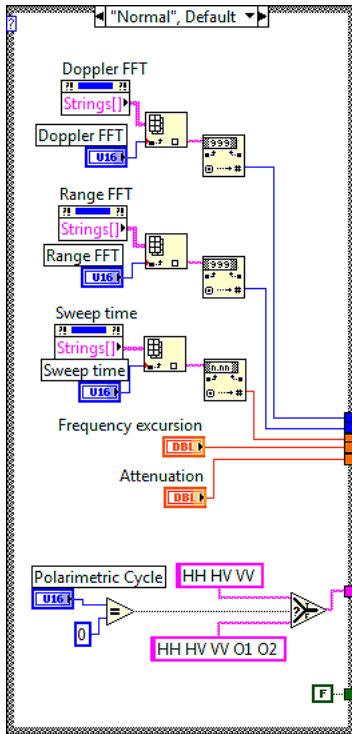 "Normal", Default
?
Doppler FFT
?! ?!
Strings[]
Doppler FFT
U16
999
#
Range FFT
?! ?!
Strings[]
Range FFT
U16
999
#
Sweep time
?! ?!
Strings[]
Sweep time
U16
n.nn
#
Frequency excursion
DBL
Attenuation
DBL
Polarimetric Cycle
U16
=
0
HH HV VV
?
HH HV VV O1 O2
F